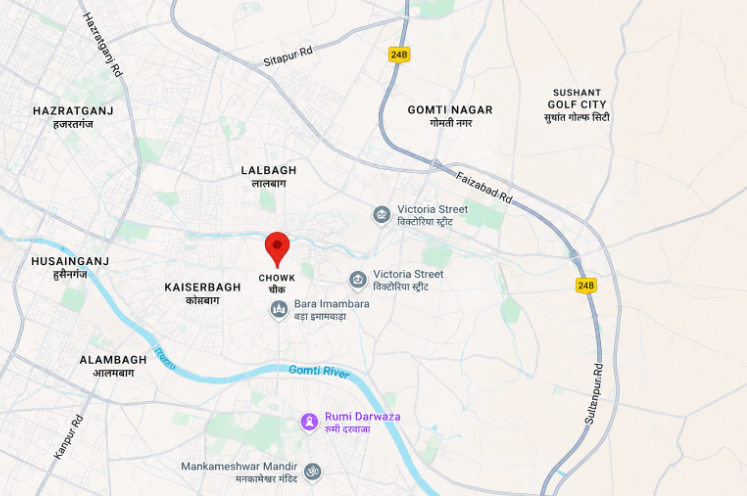 Hazratganj Rd
Sitapur Rd
24B
HAZRATGANJ
हजरतगंज
GOMTI NAGAR
गोमती नगर
SUSHANT
GOLF CITY
सुशांत गोल्फ सिटी
LALBAGH
लालबाग
Faizabad Rd
Victoria Street
विक्टोरिया स्ट्रीट
HUSAINGANJ
हुसैनगंज
CHOWK
चौक
Victoria Street
विक्टोरिया स्ट्रीट
KAISERBAGH
24B
Bara Imambara
बड़ा इमामबाड़ा
ALAMBAGH
आलमबाग
Gomti River
Sultanpur Rd
Kanpur Rd
Rumi Darwaza
रूमी दरवाजा
Mankameshwar Mandir
मनकामेश्वर मंदिर